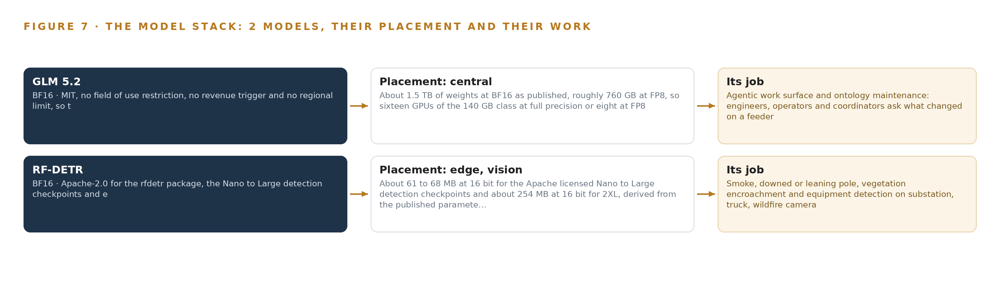 FIGURE 7 · THE MODEL STACK: 2 MODELS, THEIR PLACEMENT AND THEIR WORK
GLM 5.2
BF16 · MIT, no field of use restriction, no revenue trigger and no regional
limit, so t
Placement: central
About 1.5 TB of weights at BF16 as published, roughly 760 GB at FP8, so
sixteen GPUs of the 140 GB class at full precision or eight at FP8
Its job
Agentic work surface and ontology maintenance:
engineers, operators and coordinators ask what changed
on a feeder
RF-DETR
BF16 · Apache-2.0 for the rfdetr package, the Nano to Large detection
checkpoints and e
Placement: edge, vision
About 61 to 68 MB at 16 bit for the Apache licensed Nano to Large
detection checkpoints and about 254 MB at 16 bit for 2XL, derived from
the published paramete…
Its job
Smoke, downed or leaning pole, vegetation
encroachment and equipment detection on substation,
truck, wildfire camera